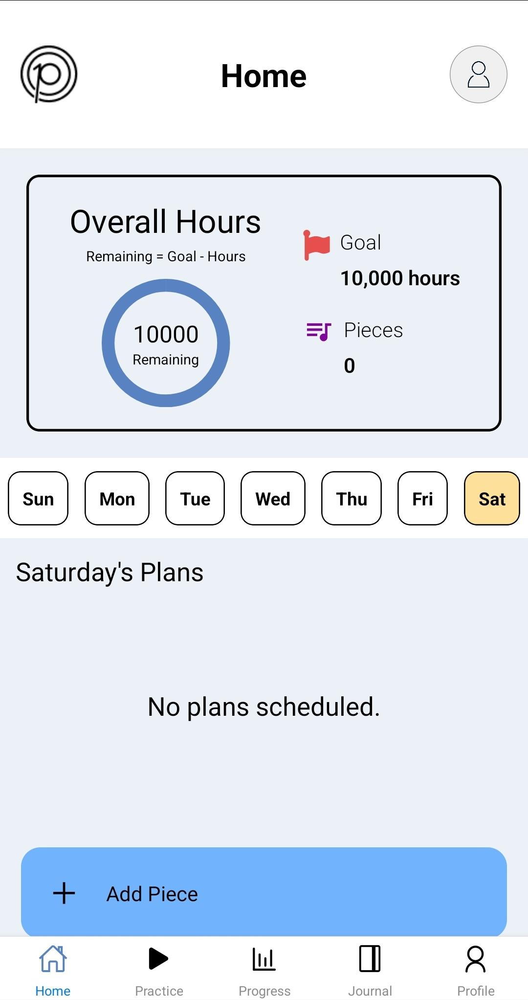 Home
Overall Hours
Remaining = Goal - Hours
10000
Remaining
Goal
10,000 hours
Pieces
0
Sun Mon Tue Wed Thu Fri Sat
Saturday's Plans
No plans scheduled.
Add Piece
Home Practice Progress Journal Profile